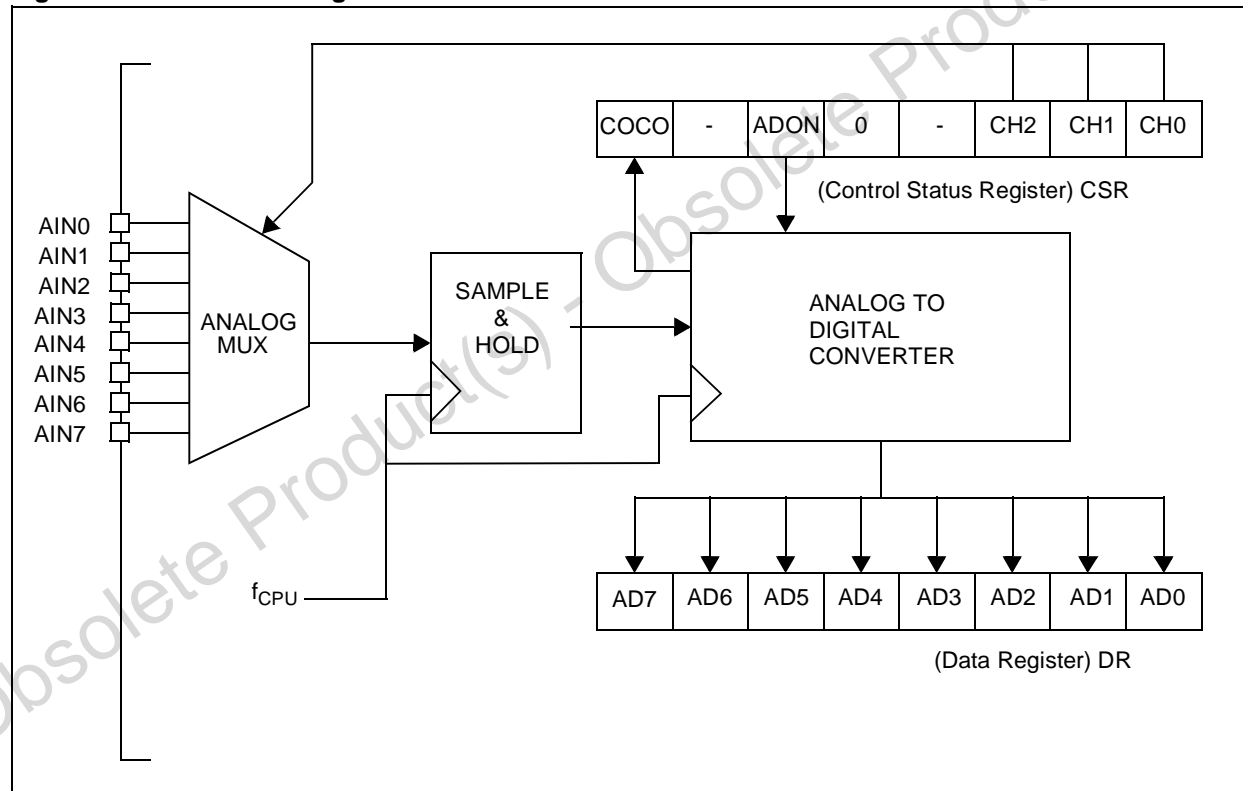 COCO - ADON 0 - CH2 CH1 CH0
(Control Status Register) CSR
AIN0
AIN1
AIN2
AIN3
AIN4
AIN5
AIN6
AIN7
ANALOG
MUX
SAMPLE
&
HOLD
ANALOG TO
DIGITAL
CONVERTER
fCPU
AD7 AD6 AD5 AD4 AD3 AD2 AD1 AD0
(Data Register) DR
Obsolete Product(s) - Obsolete Product(s)